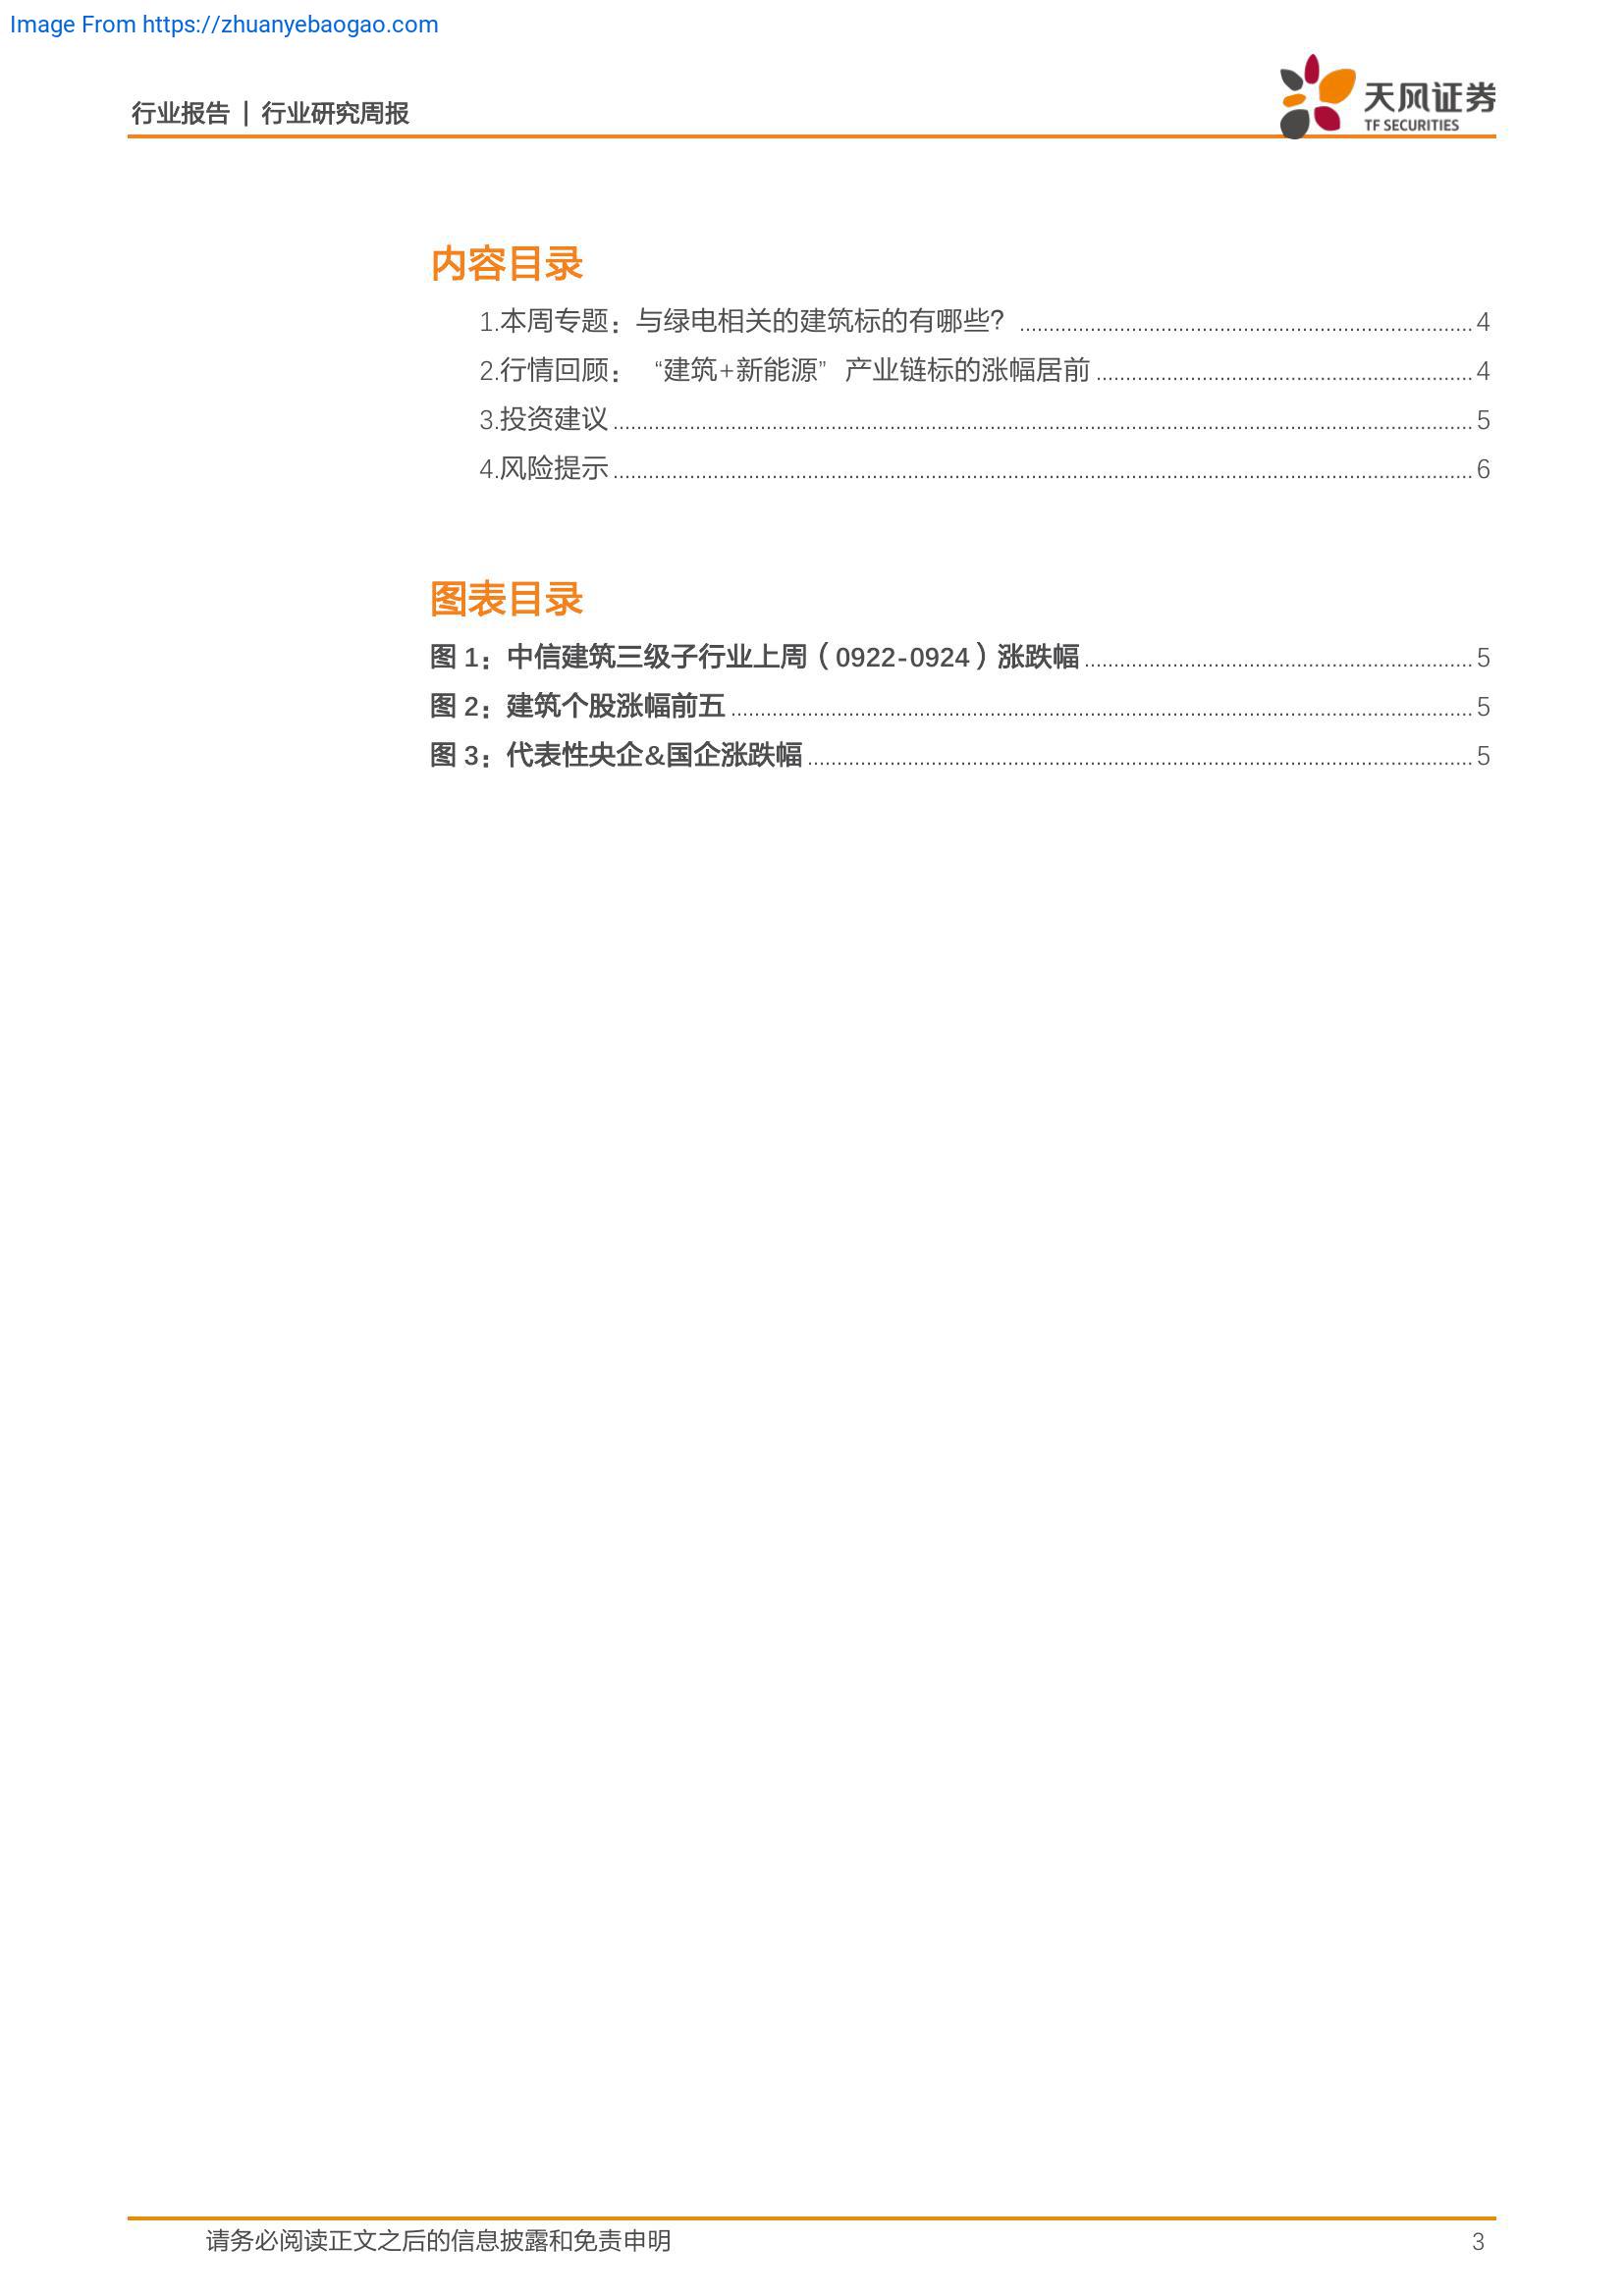 Image From https://zhuanyebaogao.com
行业报告 | 行业研究周报
天风证券
TF SECURITIES
内容目录
1.本周专题：与绿电相关的建筑标的有哪些？ 4
2.行情回顾： “建筑+新能源” 产业链标的涨幅居前 4
3.投资建议 5
4.风险提示 6
图表目录
图 1：中信建筑三级子行业上周（0922-0924）涨跌幅 5
图 2：建筑个股涨幅前五 5
图 3：代表性央企&国企涨跌幅 5
请务必阅读正文之后的信息披露和免责申明 3